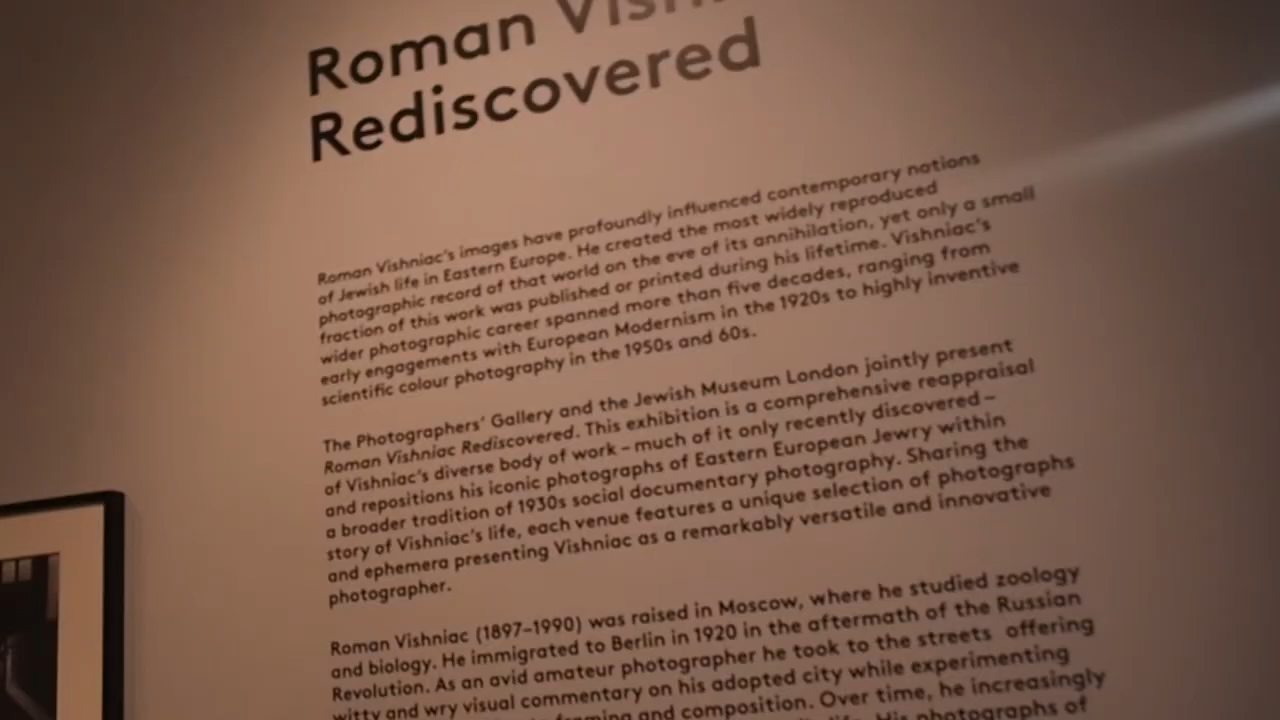 Roman Vishn
Rediscovered
Roman Vishniac's images have profoundly influenced contemporary notions
of Jewish life in Eastern Europe. He created the most widely reproduced
photographic record of that world on the eve of its annihilation, yet only a small
fraction of this work was published or printed during his lifetime. Vishniac's
wider photographic career spanned more than five decades, ranging from
early engagements with European Modernism in the 1920s to highly inventive
scientific colour photography in the 1950s and 60s.
The Photographers' Gallery and the Jewish Museum London jointly present
Roman Vishniac Rediscovered. This exhibition is a comprehensive reappraisal
of Vishniac's diverse body of work – much of it only recently discovered –
and repositions his iconic photographs of Eastern European Jewry within
a broader tradition of 1930s social documentary photography. Sharing the
story of Vishniac's life, each venue features a unique selection of photographs
and ephemera presenting Vishniac as a remarkably versatile and innovative
photographer.
Roman Vishniac (1897–1990) was raised in Moscow, where he studied zoology
and biology. He immigrated to Berlin in 1920 in the aftermath of the Russian
Revolution. As an avid amateur photographer he took to the streets offering
witty and wry visual commentary on his adopted city while experimenting
framing and composition. Over time, he increasingly
life. His photographs of